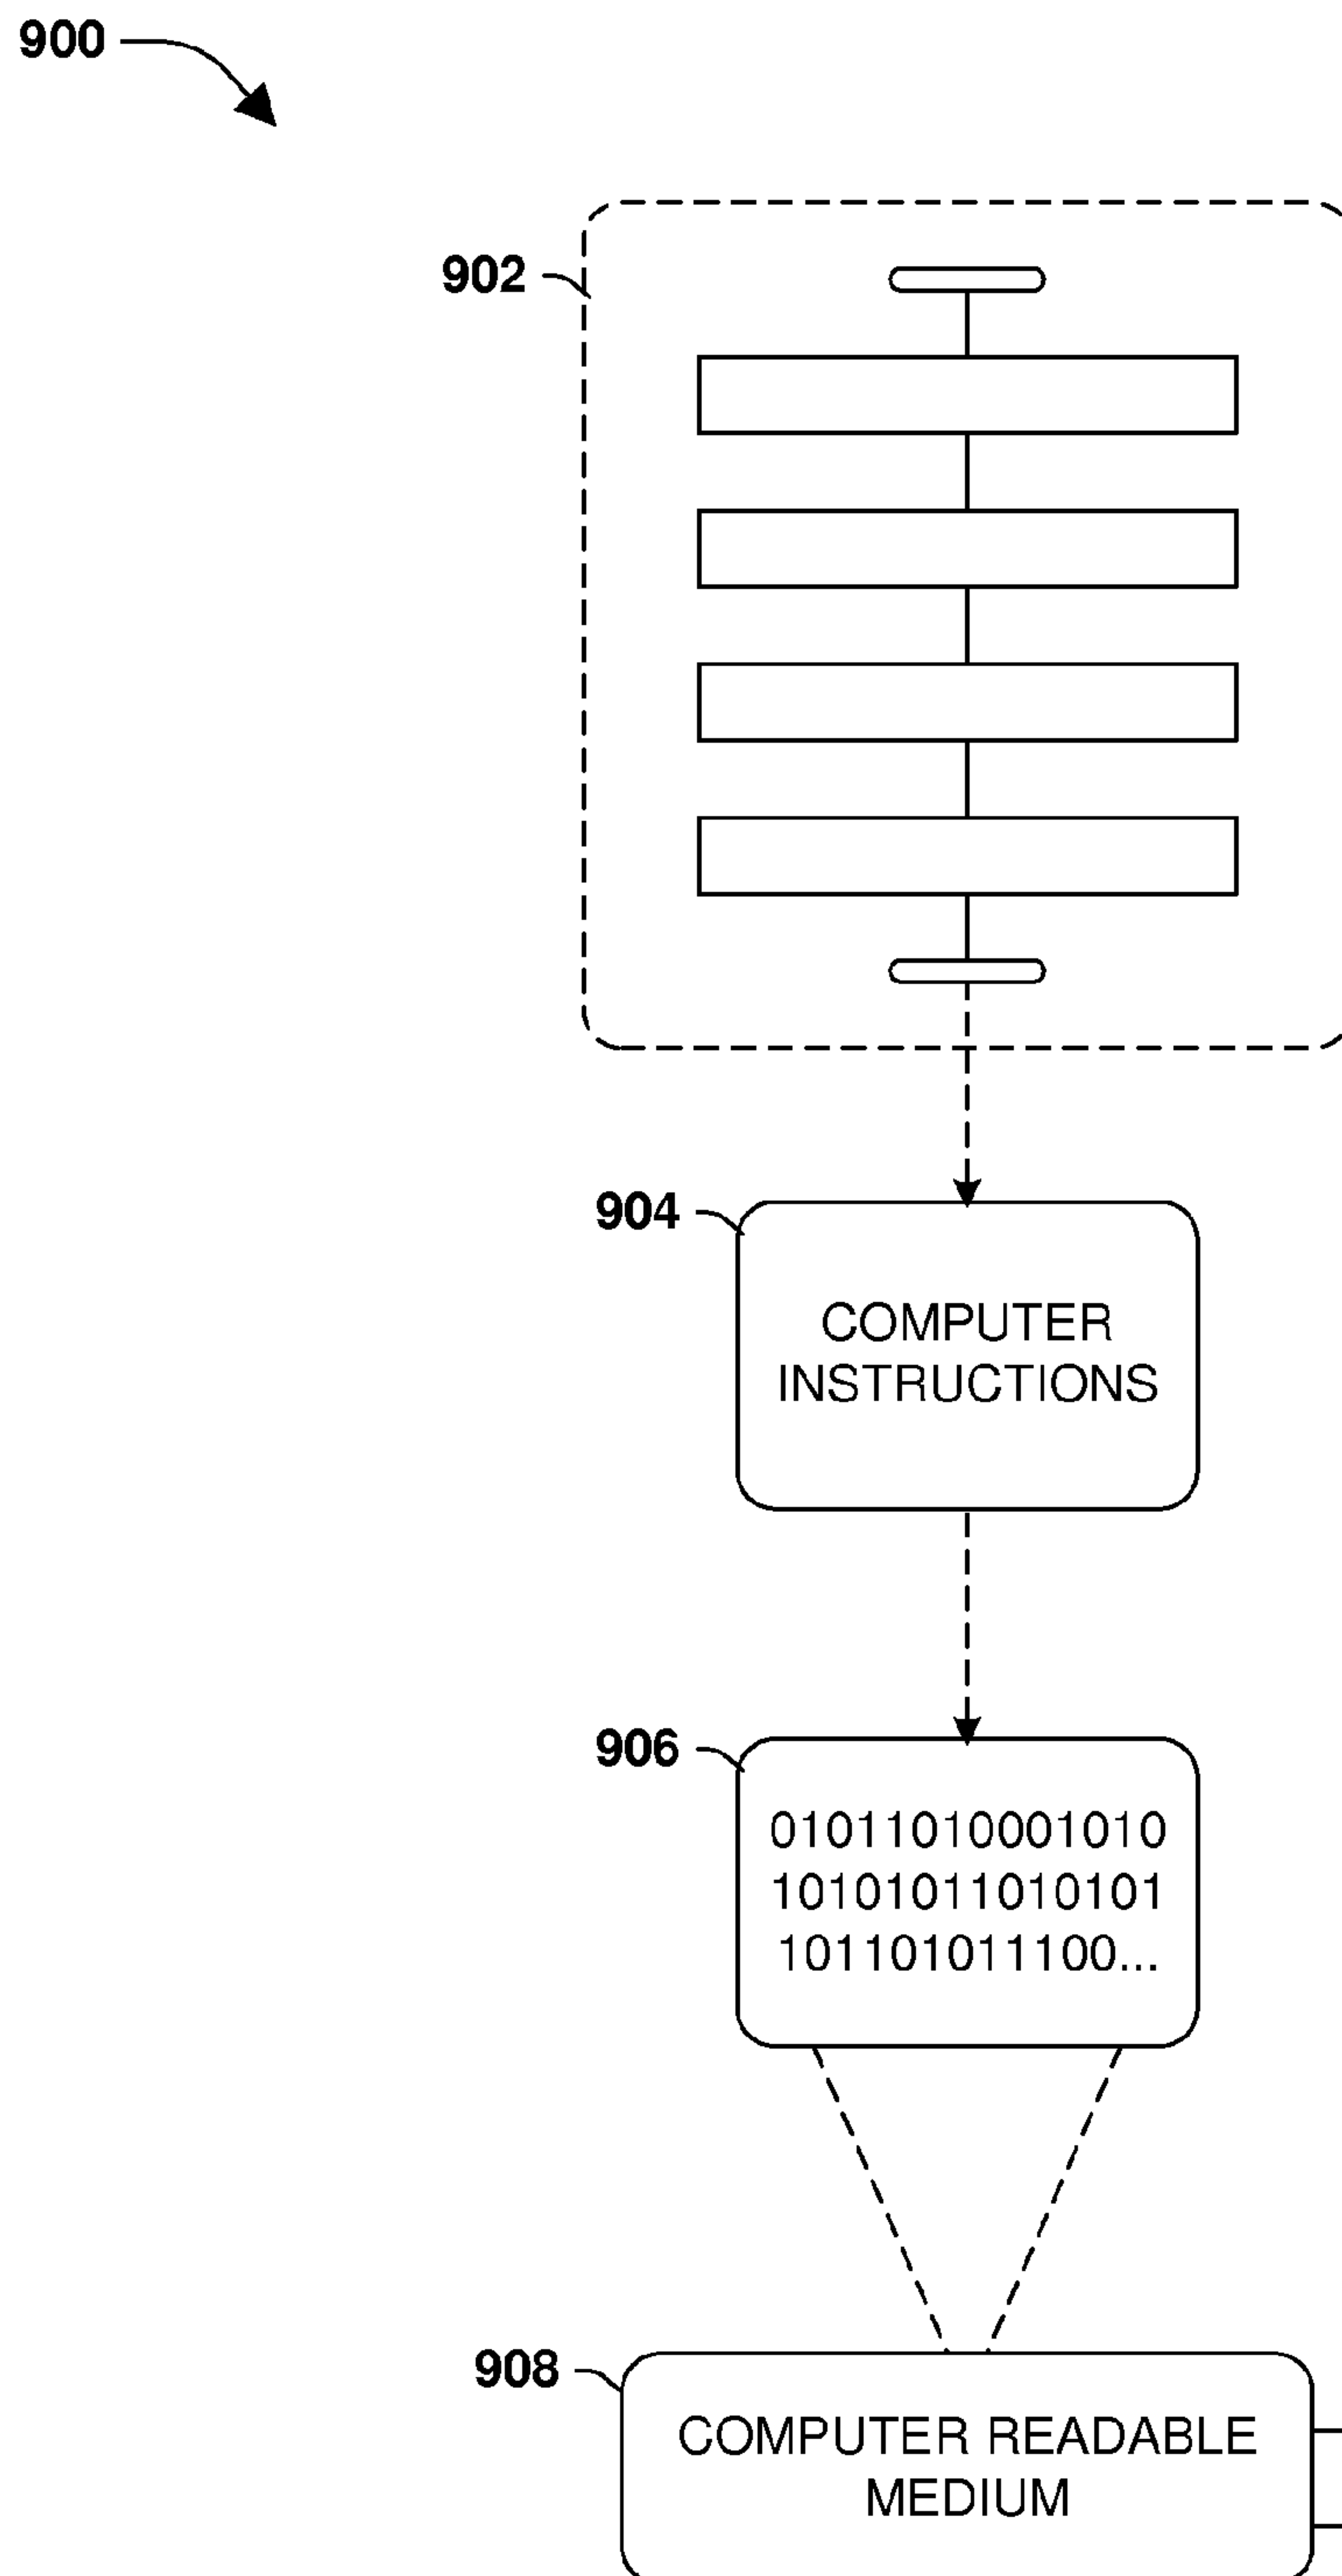 900
902
904
COMPUTER
INSTRUCTIONS
906
01011010001010
10101011010101
101101011100...
908
COMPUTER READABLE
MEDIUM